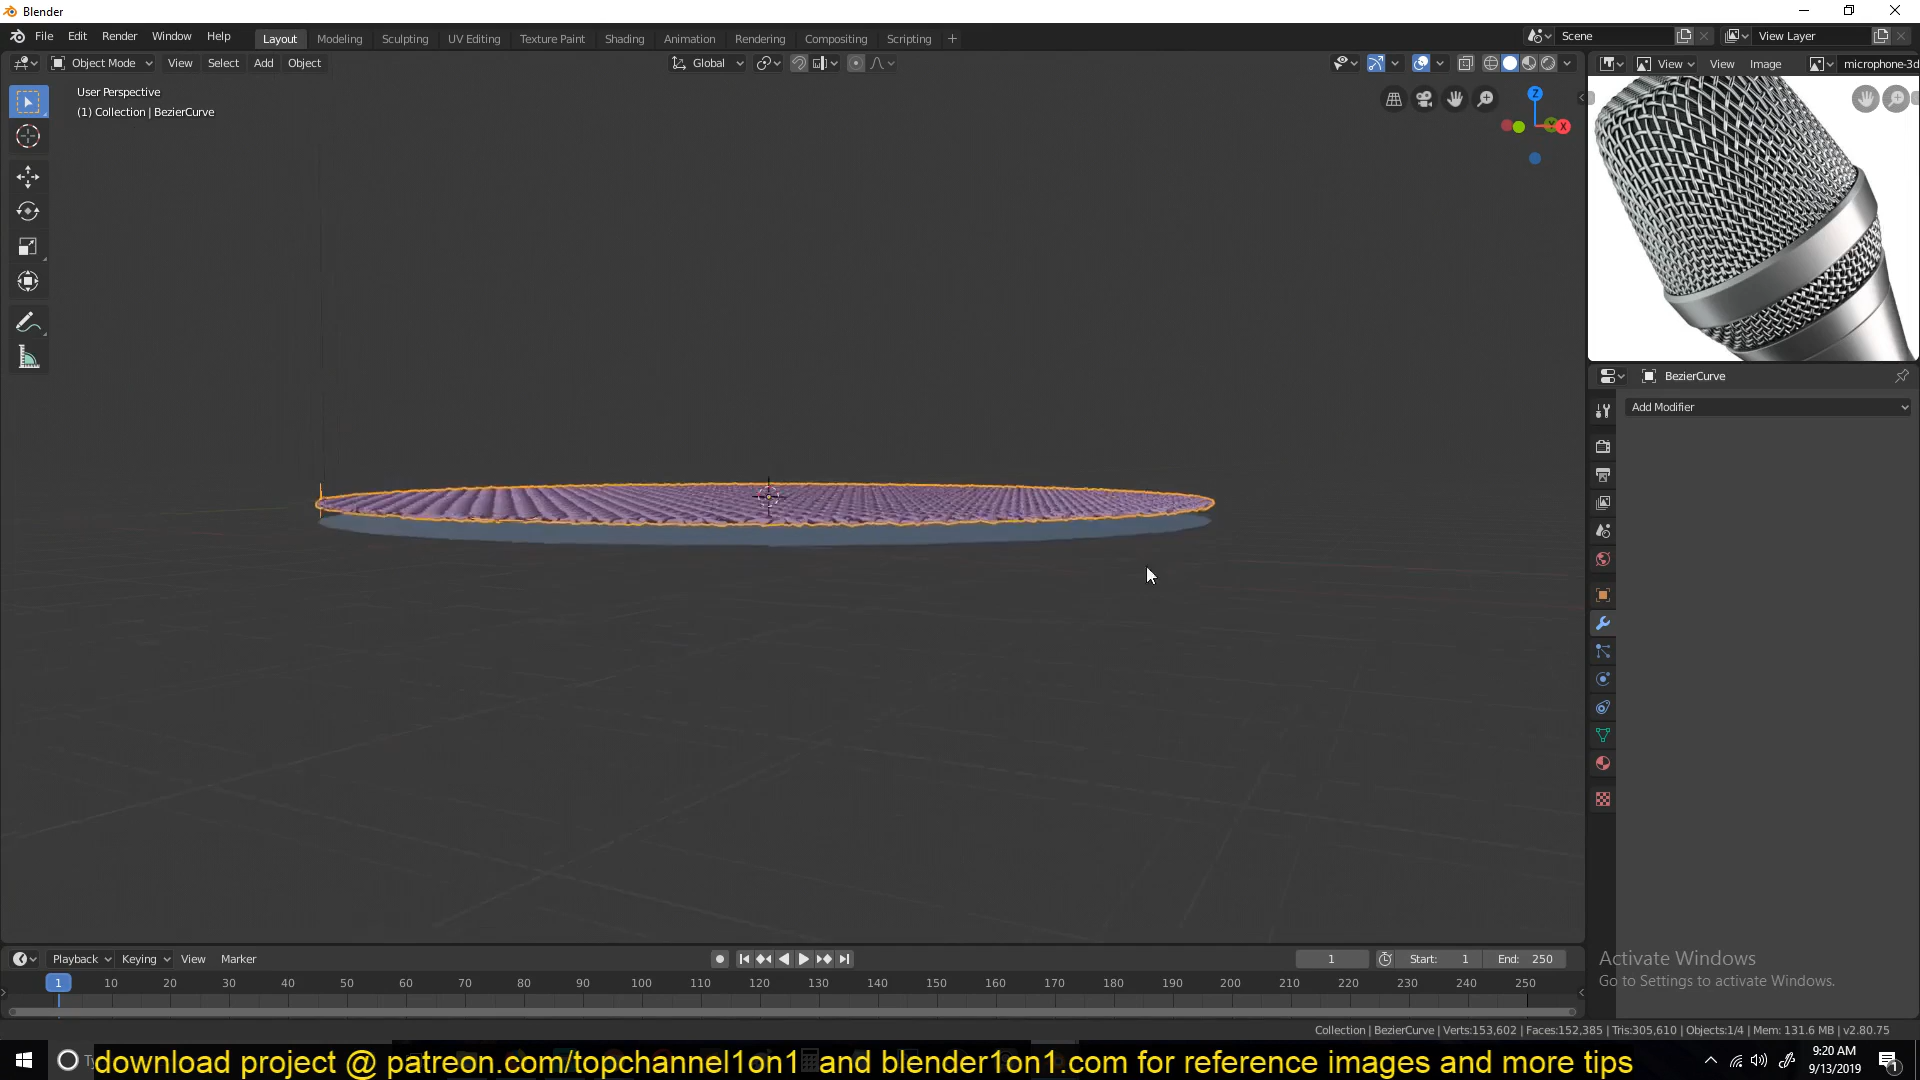 Blender
File Edit Render Window Help Layout Modeling Sculpting UV Editing Texture Paint Shading Animation Rendering Compositing Scripting + Scene View Layer
Object Mode View Select Add Object Global View View Image microphone-3d
User Perspective
(1) Collection | BezierCurve
Z
Y X
BezierCurve
Add Modifier
Playback Keying View Marker 1 Start: 1 End: 250
1 10 20 30 40 50 60 70 80 90 100 110 120 130 140 150 160 170 180 190 200 210 220 230 240 250
Activate Windows
Go to Settings to activate Windows.
Collection | BezierCurve | Verts:153,602 | Faces:152,385 | Tris:305,610 | Objects:1/4 | Mem: 131.6 MB | v2.80.75
download project @ patreon.com/topchannel1on1 and blender1on1.com for reference images and more tips
9:20 AM
9/13/2019
1